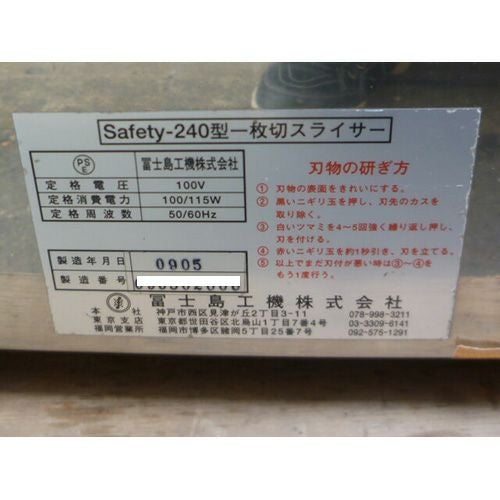 Safety-240型一枚切スライサー
PSE 冨士島工機株式会社
定格電圧 100V
定格消費電力 100/115W
定格周波数 50/60Hz
製造年月日 0905
製造番号
刃物の研ぎ方
① 刃物の表面をきれいにする。
② 黒いニギリ玉を押し、刃先のカスを
取り除く。
③ 白いツマミを4～5回強く繰り返し押し、
刃を付ける。
④ 赤いニギリ玉を約1秒引き、刃を立てる。
⑤ 以上でまだ刃付が悪い時は③～④を
もう1度行う。
冨士島工機株式会社
本社 神戸市西区見津が丘2丁目3-11 078-998-3211
東京支店 東京都世田谷区北烏山1丁目7番4号 03-3309-6141
福岡営業所 福岡市博多区諸岡5丁目25番7号 092-575-1291